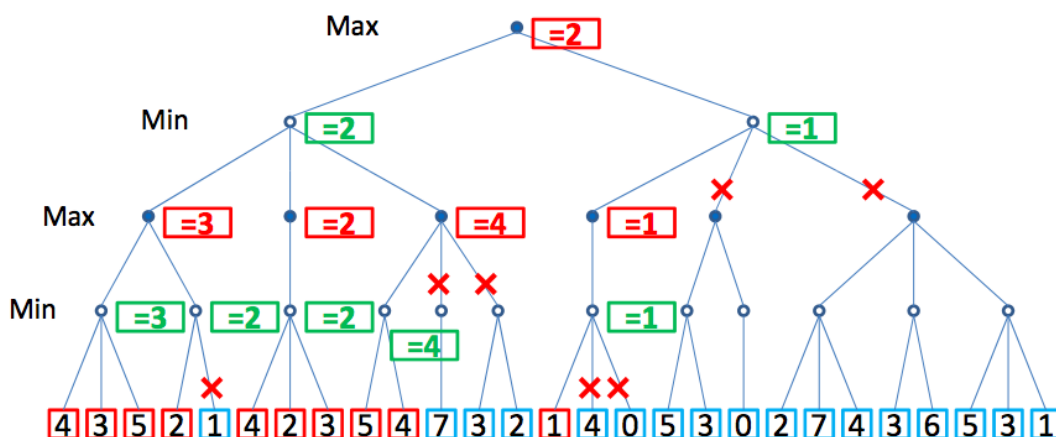 Max =2
Min =2 =1
Max =3 =2 =4 =1
Min =3 =2 =2 =1
=4
4 3 5 2 1 4 2 3 5 4 7 3 2 1 4 0 5 3 0 2 7 4 3 6 5 3 1